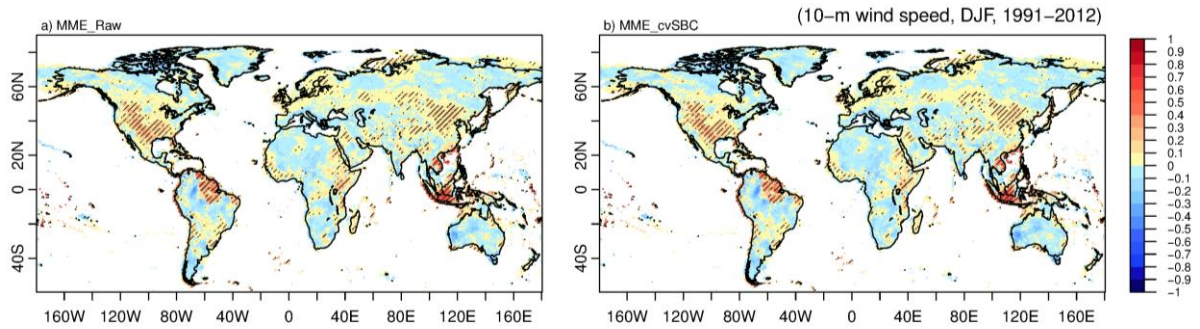 (10-m wind speed, DJF, 1991-2012)
a) MME_Raw
b) MME_cvSBC
60N
20N
0
40S
160W 120W 80W 40W 0 40E 80E 120E 160E
60N
20N
0
40S
160W 120W 80W 40W 0 40E 80E 120E 160E
1
0.9
0.8
0.7
0.6
0.5
0.4
0.3
0.2
0.1
0
-0.1
-0.2
-0.3
-0.4
-0.5
-0.6
-0.7
-0.8
-0.9
-1